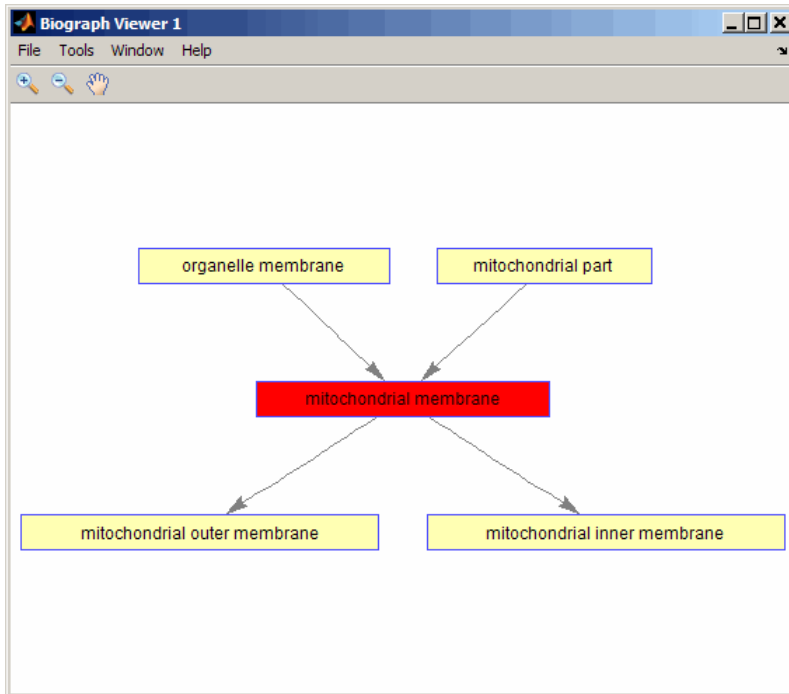 Biograph Viewer 1
File Tools Window Help
organelle membrane
mitochondrial part
mitochondrial membrane
mitochondrial outer membrane
mitochondrial inner membrane